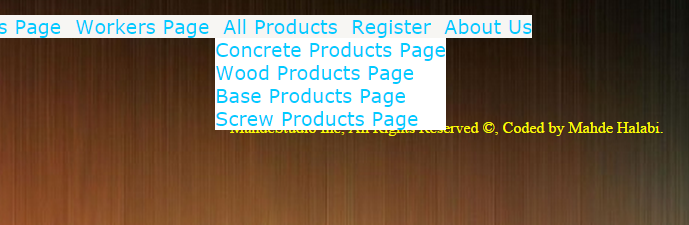 s Page Workers Page All Products Register About Us
Concrete Products Page
Wood Products Page
Base Products Page
Screw Products Page
MahdeStudio Inc, All Rights Reserved ©, Coded by Mahde Halabi.